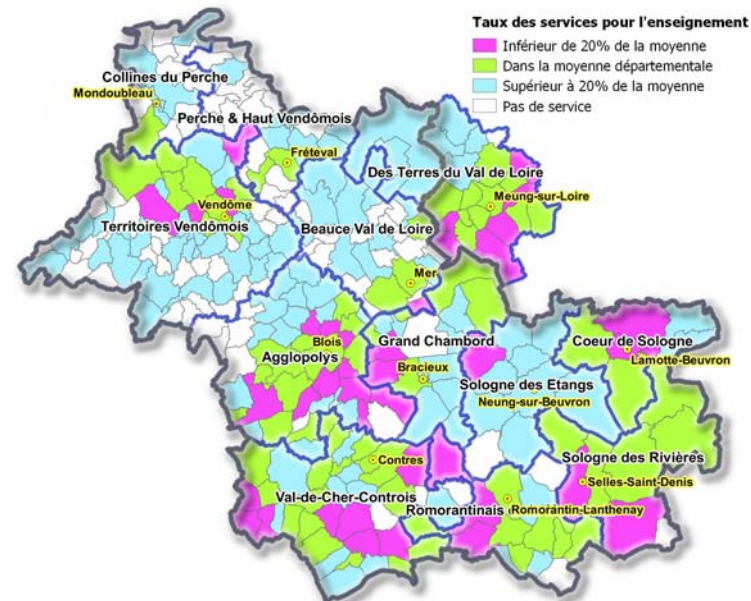 Taux des services pour l'enseignement
Inférieur de 20% de la moyenne
Dans la moyenne départementale
Supérieur à 20% de la moyenne
Pas de service
Collines du Perche
Mondoubleau
Perche & Haut Vendômois
Fréteval
Des Terres du Val de Loire
Meung-sur-Loire
Vendôme
Territoires Vendômois
Beauce Val de Loire
Mer
Blois
Agglopolys
Grand Chambord
Bracieux
Coeur de Sologne
Lamotte-Beuvron
Sologne des Etangs
Neung-sur-Beuvron
Contres
Sologne des Rivières
Selles-Saint-Denis
Val-de-Cher-Controis
Romorantinais
Romorantin-Lanthenay